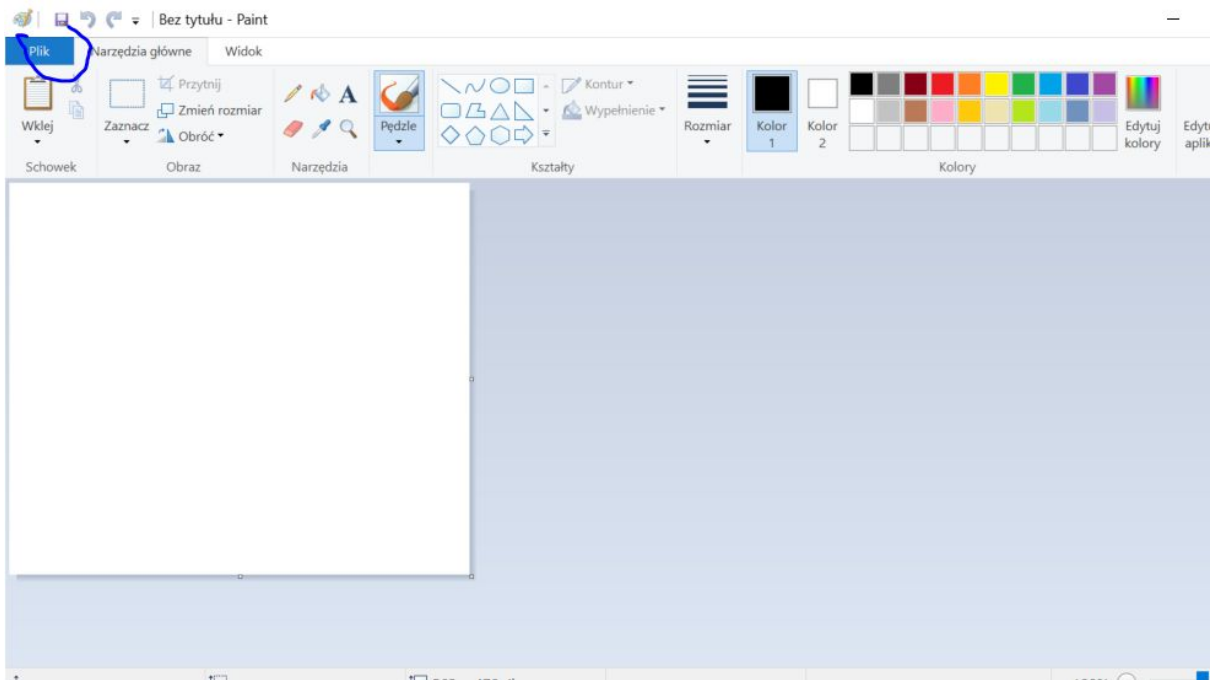 Bez tytułu - Paint
Plik Narzędzia główne Widok
Wklej
Schowek
Zaznacz
Przytnij
Zmień rozmiar
Obróć
Obraz
A
Narzędzia
Pędzle
Kontur
Wypełnienie
Kształty
Rozmiar
Kolor
1
Kolor
2
Edytuj
kolory
Kolory